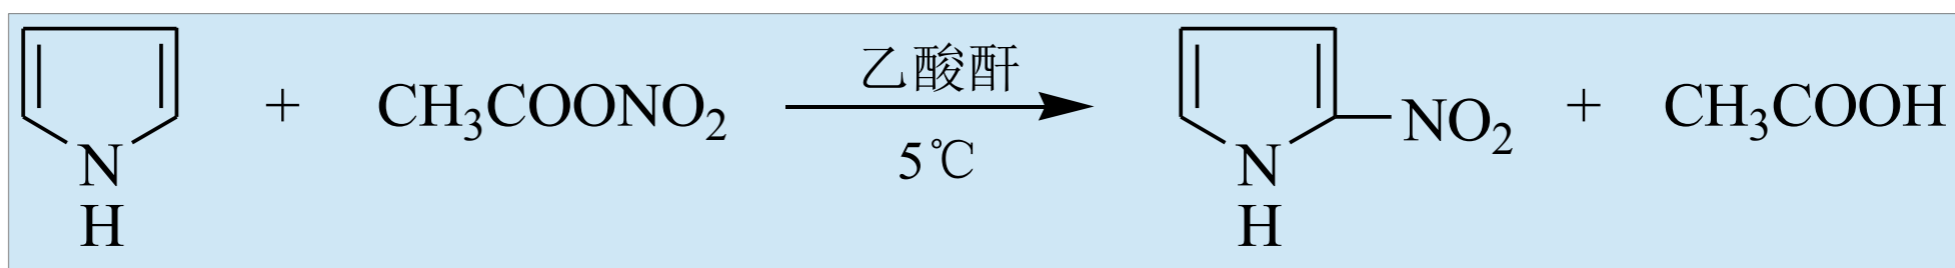 N
H
+
CH₃COONO₂
乙酸酐
5℃
N
H
NO₂
+
CH₃COOH